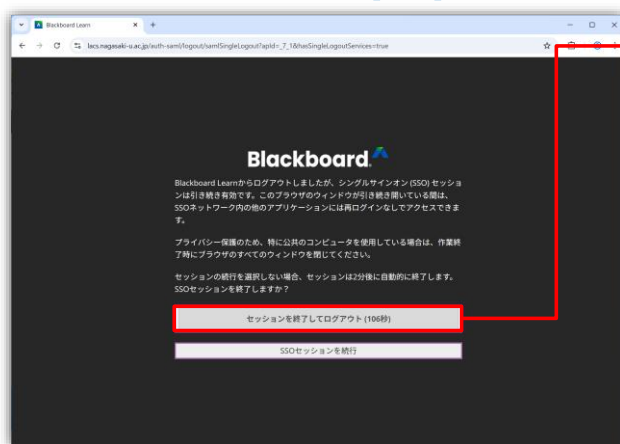 Blackboard Learn
lacs.nagasaki-u.ac.jp/auth-saml/logout/samlSingleLogout?apId=_7_1&hasSingleLogoutServices=true
Blackboard
Blackboard Learnからログアウトしましたが、シングルサインオン (SSO) セッショ
ンは引き続き有効です。このブラウザのウィンドウが引き続き開いている間は、
SSOネットワーク内の他のアプリケーションには再ログインなしでアクセスできま
す。
プライバシー保護のため、特に公共のコンピュータを使用している場合は、作業終
了時にブラウザのすべてのウィンドウを閉じてください。
セッションの続行を選択しない場合、セッションは2分後に自動的に終了します。
SSOセッションを終了しますか？
セッションを終了してログアウト (106秒)
SSOセッションを続行